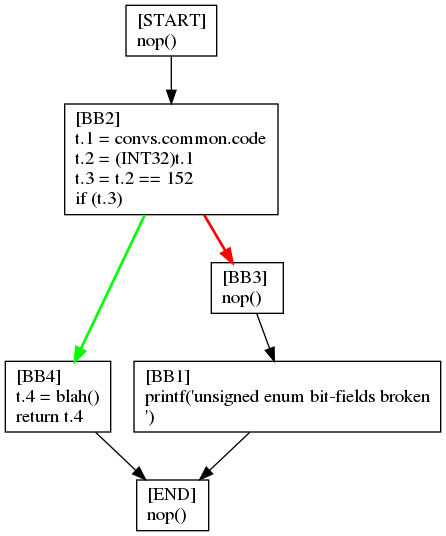 [START]
nop()
[BB2]
t.1 = convs.common.code
t.2 = (INT32)t.1
t.3 = t.2 == 152
if (t.3)
[BB3]
nop()
[BB4]
t.4 = blah()
return t.4
[BB1]
printf('unsigned enum bit-fields broken
')
[END]
nop()